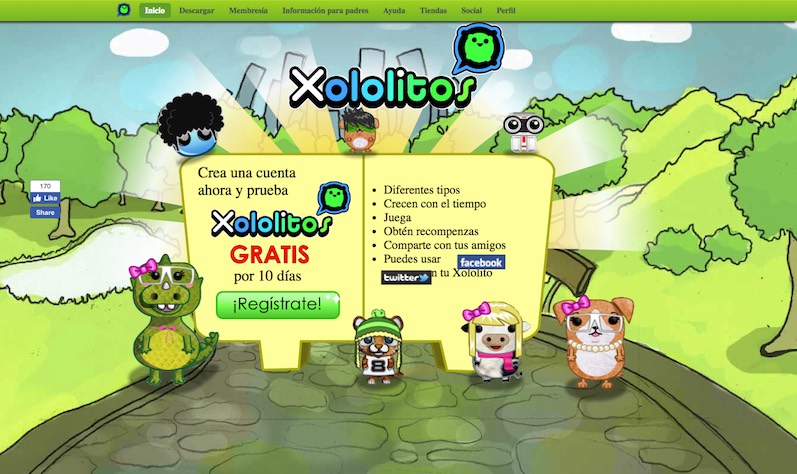 Inicio Descargar Membresía Información para padres Ayuda Tiendas Social Perfil
Xololitos
Crea una cuenta
ahora y prueba
Xololitos
GRATIS
por 10 días
¡Regístrate!
Diferentes tipos
Crecen con el tiempo
Juega
Obtén recompenzas
Comparte con tus amigos
Puedes usar facebook
twitter n tu Xololito
170
Like
Share
8